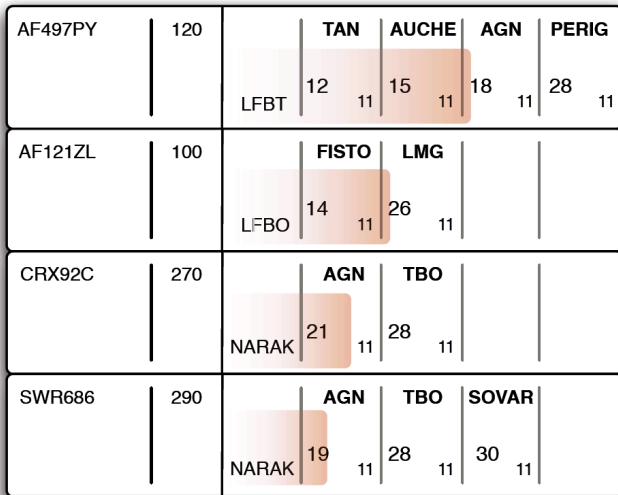 AF497PY 120 TAN AUCHE AGN PERIG
12 15 18 28
LFBT 11 11 11 11
AF121ZL 100 FISTO LMG
14 26
LFBO 11 11
CRX92C 270 AGN TBO
21 28
NARAK 11 11
SWR686 290 AGN TBO SOVAR
19 28 30
NARAK 11 11 11